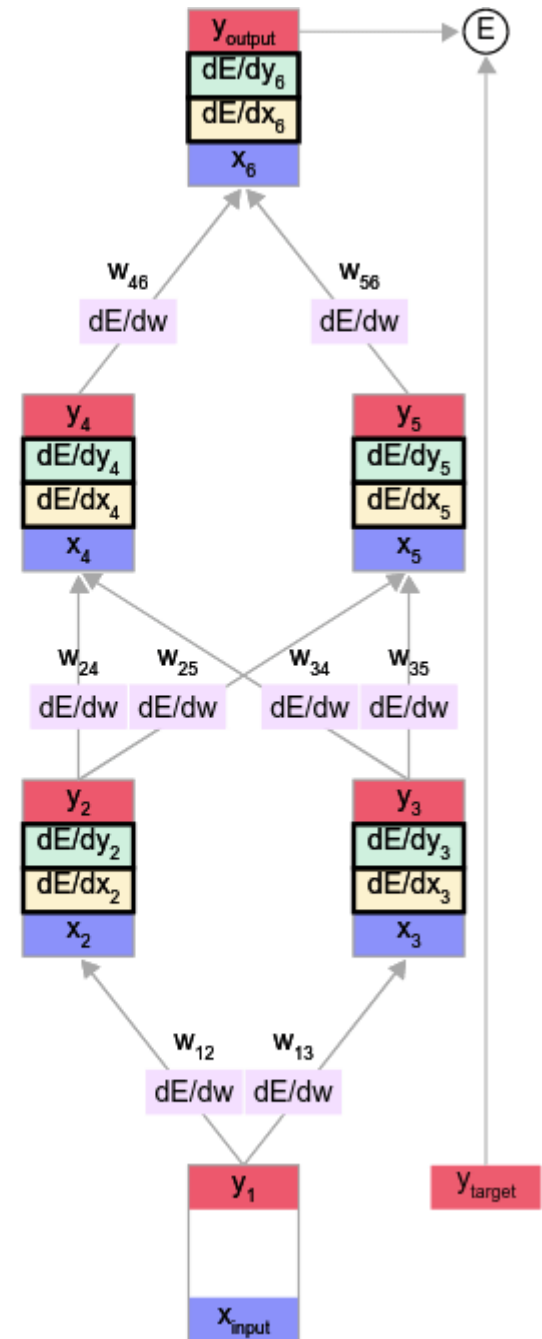 y_output E
dE/dy_6
dE/dx_6
x_6
w_46 w_56
dE/dw dE/dw
y_4 y_5
dE/dy_4 dE/dy_5
dE/dx_4 dE/dx_5
x_4 x_5
w_24 w_25 w_34 w_35
dE/dw dE/dw dE/dw dE/dw
y_2 y_3
dE/dy_2 dE/dy_3
dE/dx_2 dE/dx_3
x_2 x_3
w_12 w_13
dE/dw dE/dw
y_1 y_target
x_input